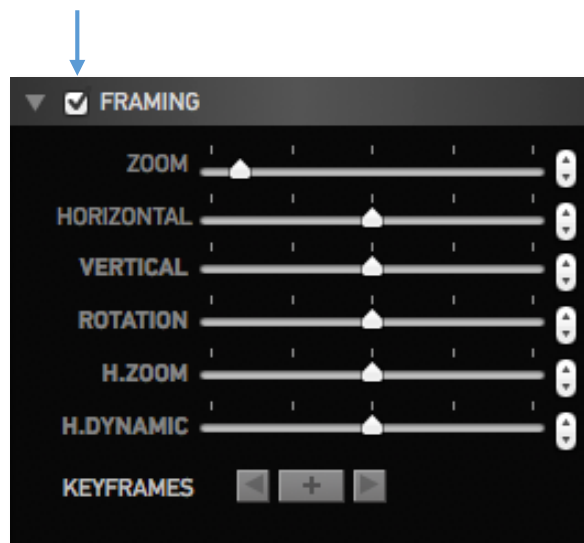 FRAMING
ZOOM
HORIZONTAL
VERTICAL
ROTATION
H.ZOOM
H.DYNAMIC
KEYFRAMES